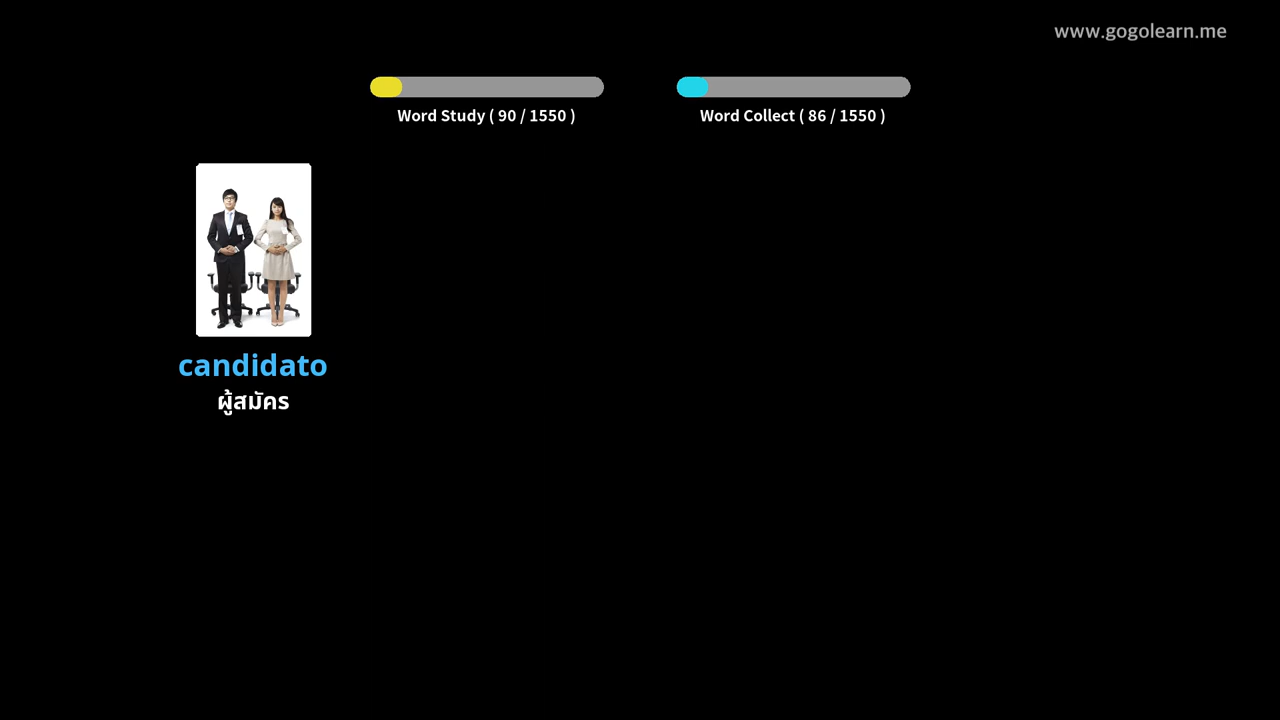 www.gogolearn.me
Word Study ( 90 / 1550 )
Word Collect ( 86 / 1550 )
candidato
ผู้สมัคร